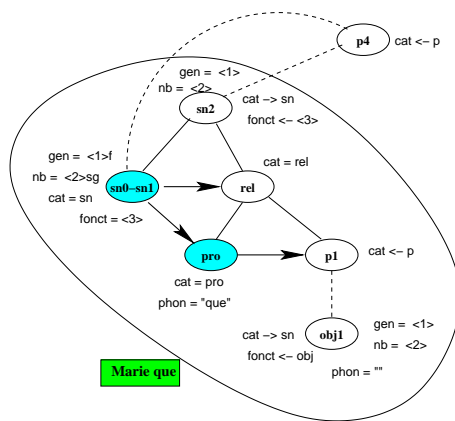 p4
cat <- p
gen = <1>
nb = <2>
sn2
cat -> sn
fonct <- <3>
gen = <1>f
nb = <2>sg
cat = sn
fonct = <3>
sn0-sn1
cat = rel
rel
pro
cat = pro
phon = "que"
p1
cat <- p
cat -> sn
fonct <- obj
obj1
gen = <1>
nb = <2>
phon = ""
Marie que